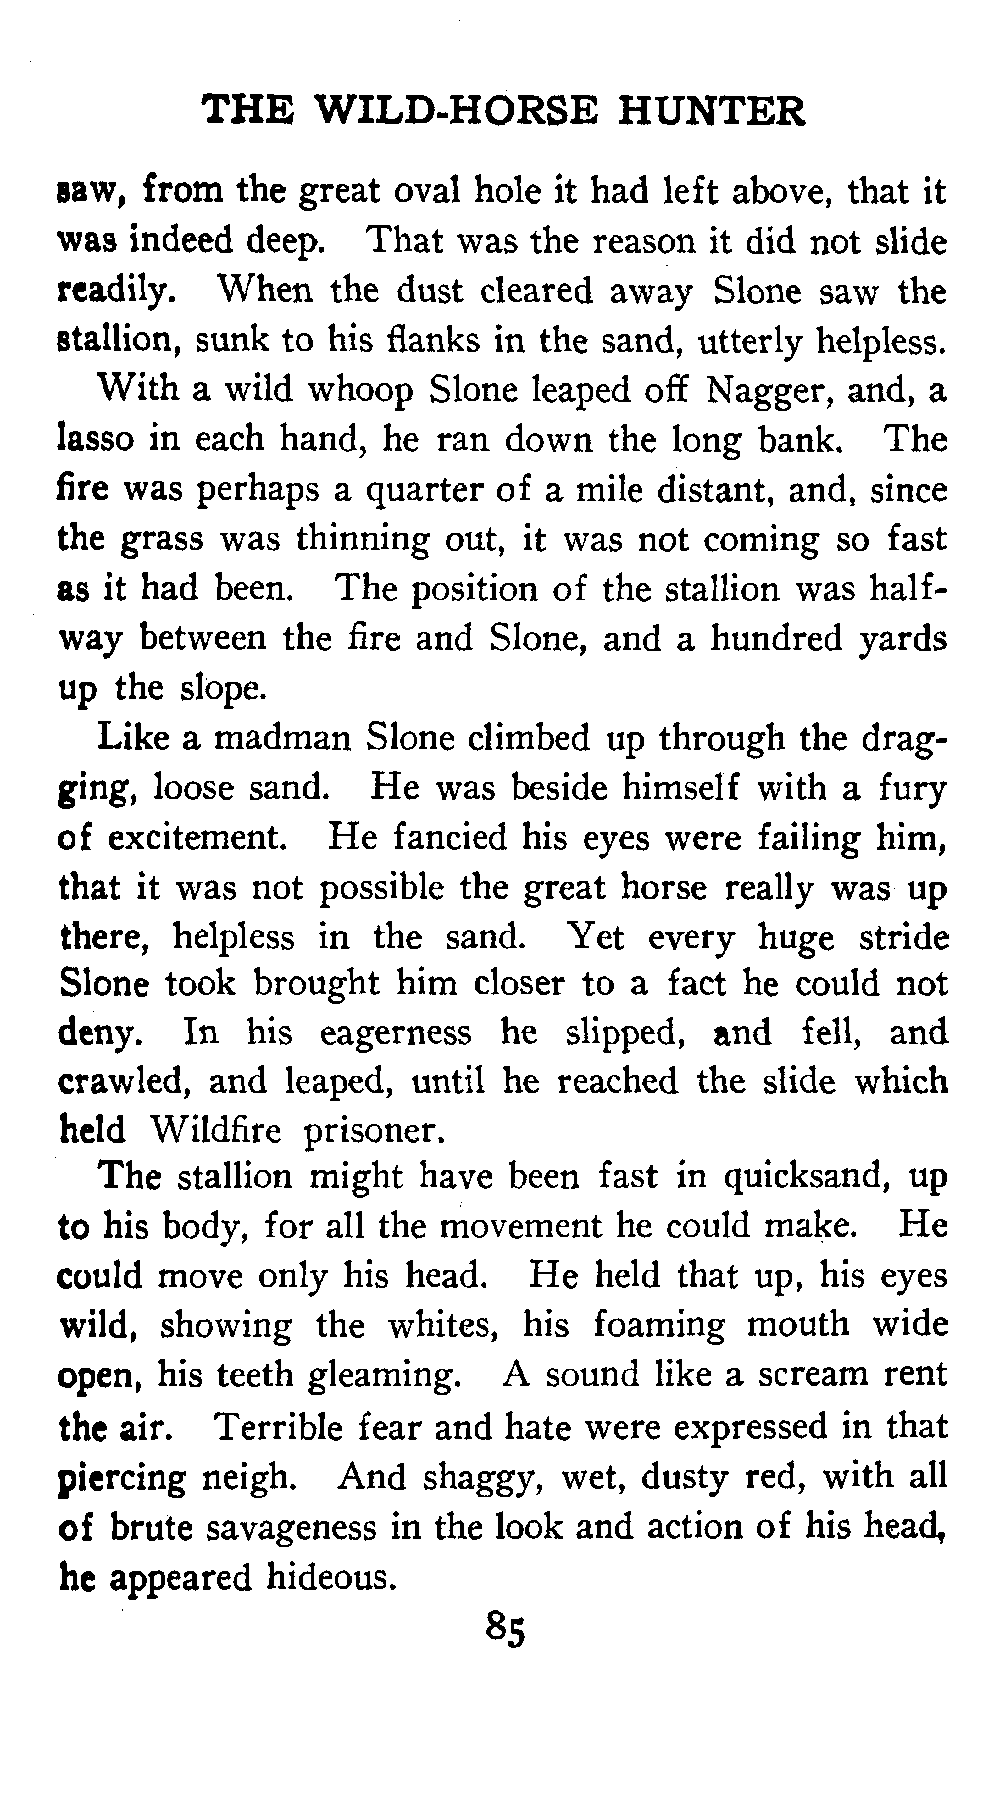 THE WILD-HORSE HUNTER
saw, from the great oval hole it had left above, that it
was indeed deep. That was the reason it did not slide
readily. When the dust cleared away Slone saw the
stallion, sunk to his flanks in the sand, utterly helpless.
With a wild whoop Slone leaped off Nagger, and, a
lasso in each hand, he ran down the long bank. The
fire was perhaps a quarter of a mile distant, and, since
the grass was thinning out, it was not coming so fast
as it had been. The position of the stallion was half-
way between the fire and Slone, and a hundred yards
up the slope.
Like a madman Slone climbed up through the drag-
ging, loose sand. He was beside himself with a fury
of excitement. He fancied his eyes were failing him,
that it was not possible the great horse really was up
there, helpless in the sand. Yet every huge stride
Slone took brought him closer to a fact he could not
deny. In his eagerness he slipped, and fell, and
crawled, and leaped, until he reached the slide which
held Wildfire prisoner.
The stallion might have been fast in quicksand, up
to his body, for all the movement he could make. He
could move only his head. He held that up, his eyes
wild, showing the whites, his foaming mouth wide
open, his teeth gleaming. A sound like a scream rent
the air. Terrible fear and hate were expressed in that
piercing neigh. And shaggy, wet, dusty red, with all
of brute savageness in the look and action of his head,
he appeared hideous.
85